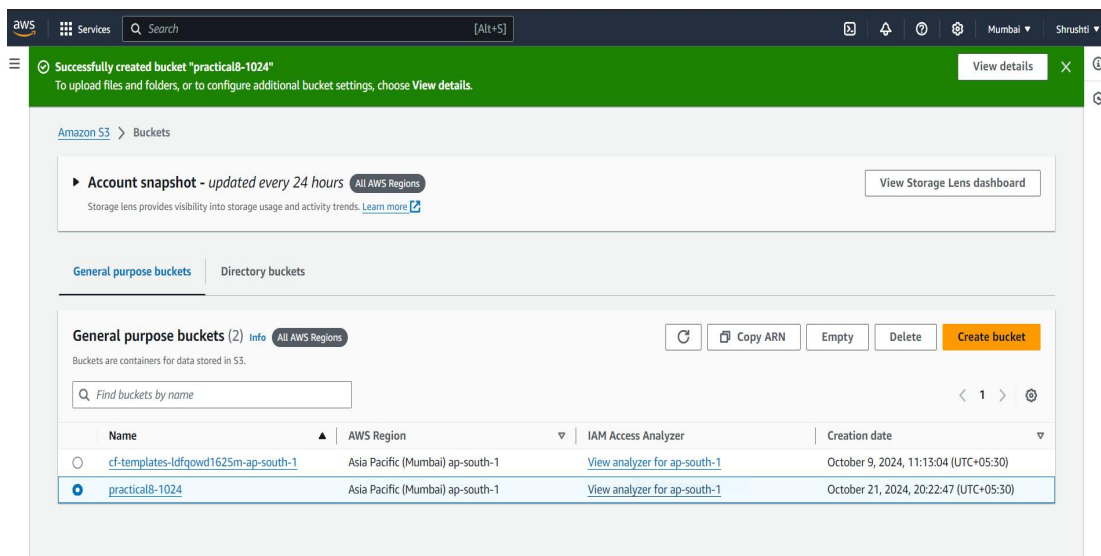 aws Services Search [Alt+S] Mumbai Shrushti
Successfully created bucket "practical8-1024" View details
To upload files and folders, or to configure additional bucket settings, choose View details.
Amazon S3 > Buckets
Account snapshot - updated every 24 hours All AWS Regions View Storage Lens dashboard
Storage lens provides visibility into storage usage and activity trends. Learn more
General purpose buckets Directory buckets
General purpose buckets (2) Info All AWS Regions Copy ARN Empty Delete Create bucket
Buckets are containers for data stored in S3.
Find buckets by name 1
Name AWS Region IAM Access Analyzer Creation date
cf-templates-ldfqowd1625m-ap-south-1 Asia Pacific (Mumbai) ap-south-1 View analyzer for ap-south-1 October 9, 2024, 11:13:04 (UTC+05:30)
practical8-1024 Asia Pacific (Mumbai) ap-south-1 View analyzer for ap-south-1 October 21, 2024, 20:22:47 (UTC+05:30)